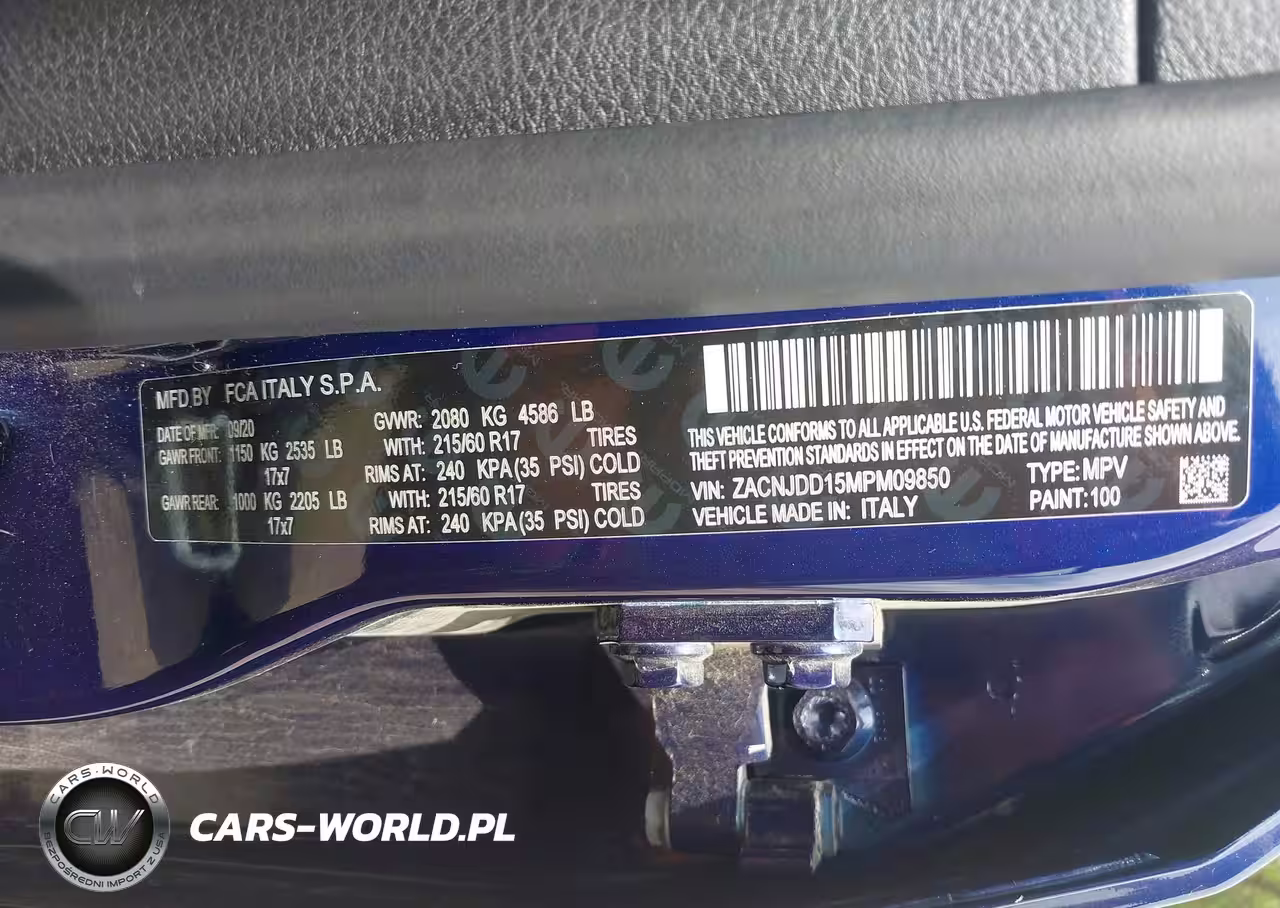 MFD BY FCA ITALY S.P.A.
DATE OF MFR: 09/20
GAWR FRONT: 1150 KG 2535 LB
17x7
GAWR REAR: 1000 KG 2205 LB
17x7
GVWR: 2080 KG 4586 LB
WITH: 215/60 R17 TIRES
RIMS AT: 240 KPA(35 PSI) COLD
WITH: 215/60 R17 TIRES
RIMS AT: 240 KPA(35 PSI) COLD
THIS VEHICLE CONFORMS TO ALL APPLICABLE U.S. FEDERAL MOTOR VEHICLE SAFETY AND
THEFT PREVENTION STANDARDS IN EFFECT ON THE DATE OF MANUFACTURE SHOWN ABOVE.
VIN: ZACNJDD15MPM09850 TYPE: MPV
VEHICLE MADE IN: ITALY PAINT: 100
CARS-WORLD
CW
BEZPOŚREDNI IMPORT Z USA
CARS-WORLD.PL